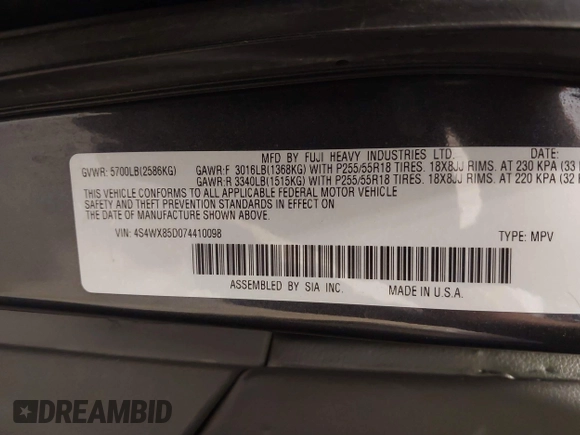 MFD BY FUJI HEAVY INDUSTRIES LTD. DATE:
GVWR: 5700LB(2586KG) GAWR:F 3016LB(1368KG) WITH P255/55R18 TIRES. 18X8JJ RIMS. AT 230 KPA (33
GAWR:R 3340LB(1515KG) WITH P255/55R18 TIRES. 18X8JJ RIMS. AT 220 KPA (32
THIS VEHICLE CONFORMS TO ALL APPLICABLE FEDERAL MOTOR VEHICLE
SAFETY AND THEFT PREVENTION STANDARDS IN EFFECT ON
THE DATE OF MANUFACTURE SHOWN ABOVE.
VIN: 4S4WX85D074410098 TYPE: MPV
ASSEMBLED BY SIA INC. MADE IN U.S.A.
DREAMBID